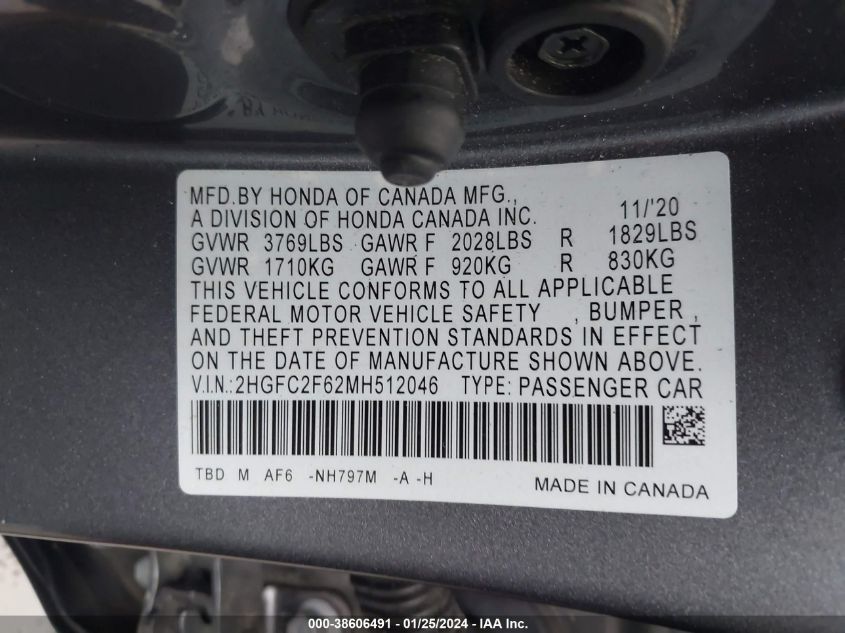 MFD.BY HONDA OF CANADA MFG.,
A DIVISION OF HONDA CANADA INC. 11/'20
GVWR 3769LBS GAWR F 2028LBS R 1829LBS
GVWR 1710KG GAWR F 920KG R 830KG
THIS VEHICLE CONFORMS TO ALL APPLICABLE
FEDERAL MOTOR VEHICLE SAFETY , BUMPER ,
AND THEFT PREVENTION STANDARDS IN EFFECT
ON THE DATE OF MANUFACTURE SHOWN ABOVE.
V.I.N.: 2HGFC2F62MH512046 TYPE: PASSENGER CAR
TBD M AF6 -NH797M -A -H
MADE IN CANADA
000-38606491 - 01/25/2024 - IAA Inc.